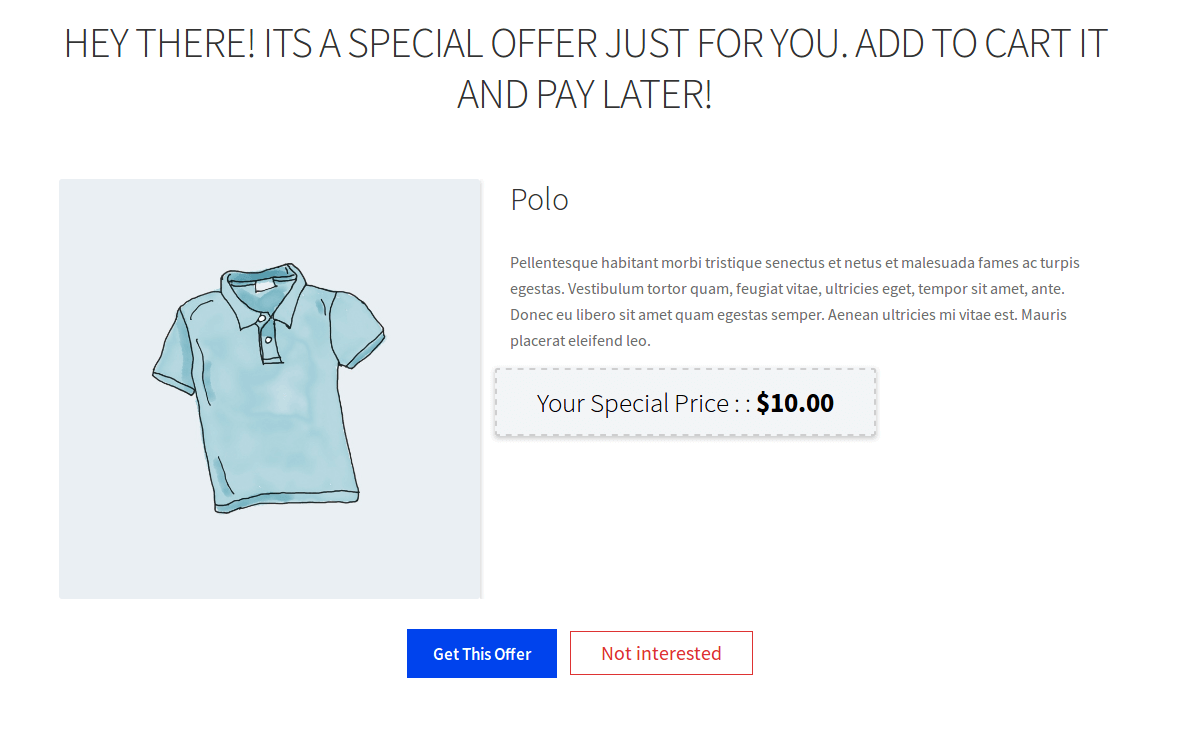 HEY THERE! ITS A SPECIAL OFFER JUST FOR YOU. ADD TO CART IT
AND PAY LATER!
Polo
Pellentesque habitant morbi tristique senectus et netus et malesuada fames ac turpis
egestas. Vestibulum tortor quam, feugiat vitae, ultricies eget, tempor sit amet, ante.
Donec eu libero sit amet quam egestas semper. Aenean ultricies mi vitae est. Mauris
placerat eleifend leo.
Your Special Price : : $10.00
Get This Offer
Not interested